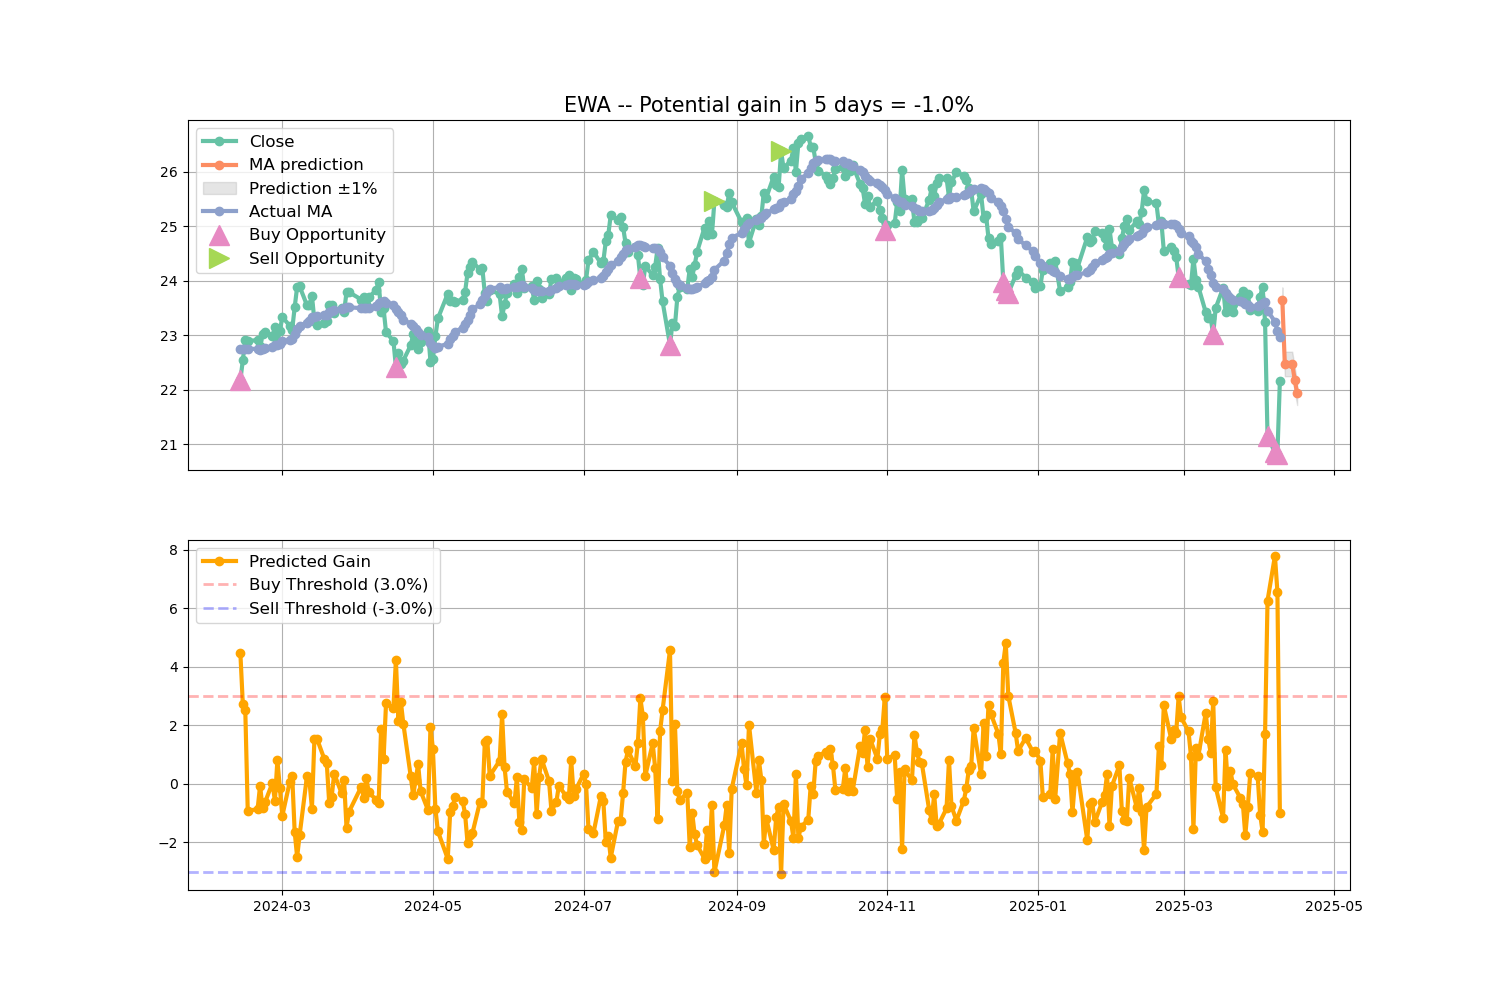 EWA -- Potential gain in 5 days = -1.0%
Close
MA prediction
Prediction ±1%
Actual MA
Buy Opportunity
Sell Opportunity
26
25
24
23
22
21
Predicted Gain
Buy Threshold (3.0%)
Sell Threshold (-3.0%)
8
6
4
2
0
−2
2024-03 2024-05 2024-07 2024-09 2024-11 2025-01 2025-03 2025-05